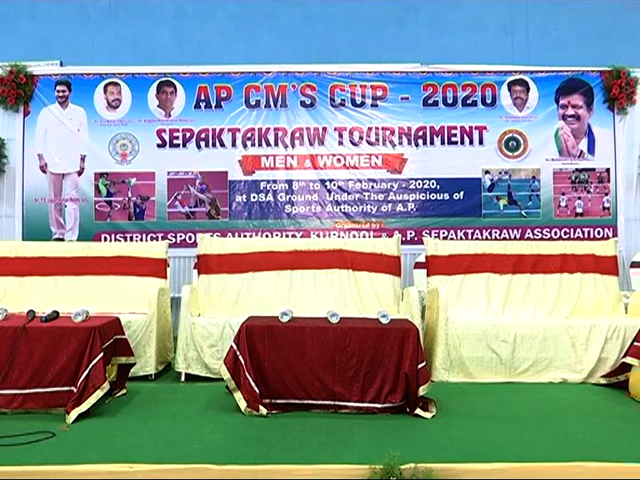 AP CM'S CUP - 2020
SEPAKTAKRAW TOURNAMENT
MEN & WOMEN
From 8th to 10th February - 2020,
at DSA Ground Under The Auspicious of
Sports Authority of A.P.
Organized by :
DISTRICT SPORTS AUTHORITY, KURNOOL & A.P. SEPAKTAKRAW ASSOCIATION